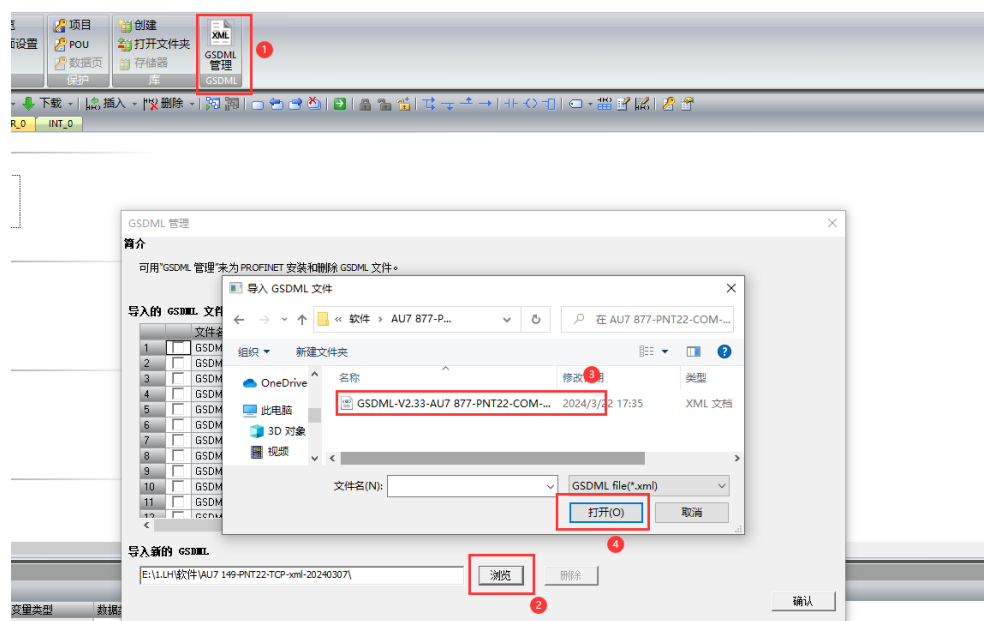 项目
创建
XML
GSDML
管理
1
设置
POU
打开文件夹
数据页
存储器
保护
库
GSDML
下载
插入
删除
R_0
INT_0
GSDML 管理
简介
可用"GSDML 管理"来为 PROFINET 安装和删除 GSDML 文件。
导入 GSDML 文件
软件 › AU7 877-P...
在 AU7 877-PNT22-COM-...
组织
新建文件夹
导入的 GSDML 文件
文件名
1 GSDM
2 GSDM
3 GSDM
4 GSDM
5 GSDM
6 GSDM
7 GSDM
8 GSDM
9 GSDM
10 GSDM
11 GSDM
12 GSDM
OneDrive
此电脑
3D 对象
视频
名称
修改
3
类型
GSDML-V2.33-AU7 877-PNT22-COM-...
2024/3/22 17:35
XML 文档
文件名(N):
GSDML file(*.xml)
打开(O)
取消
4
导入新的 GSDML
E:\1.LH\软件\AU7 149-PNT22-TCP-xml-20240307\
浏览
删除
2
确认
变量类型
数据